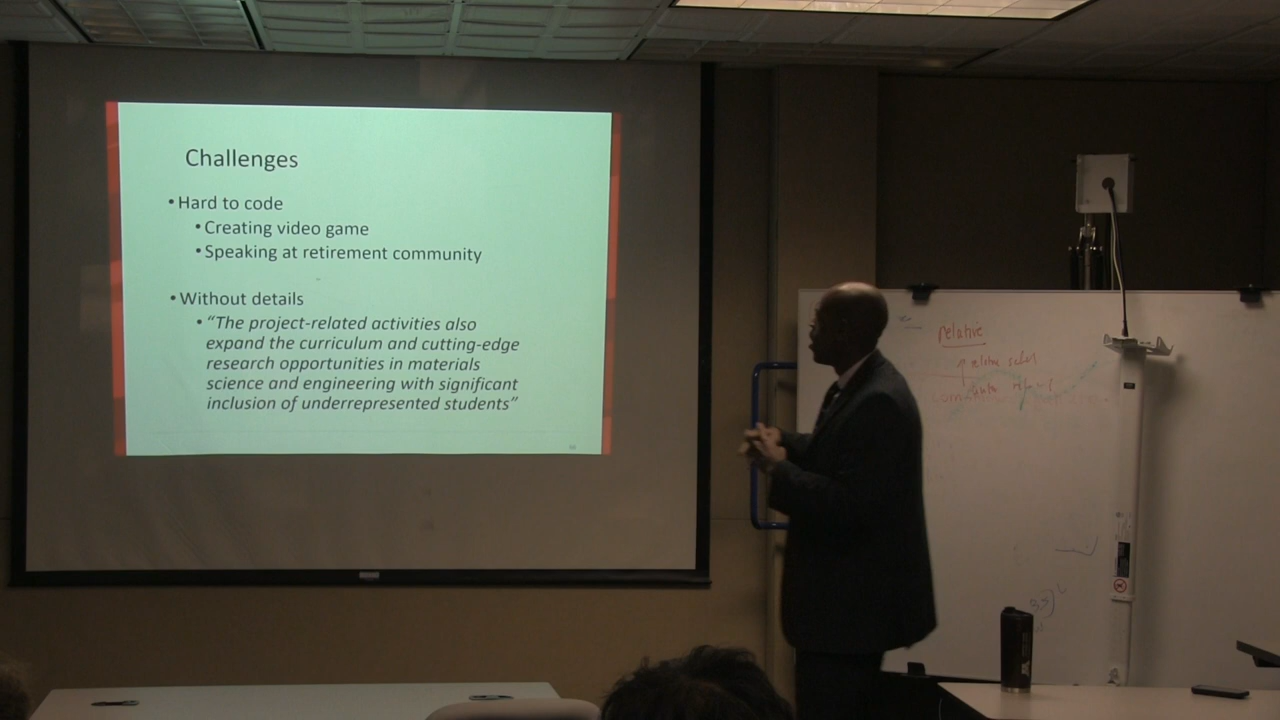 Challenges
• Hard to code
• Creating video game
• Speaking at retirement community
• Without details
• “The project-related activities also
expand the curriculum and cutting-edge
research opportunities in materials
science and engineering with significant
inclusion of underrepresented students”
relative